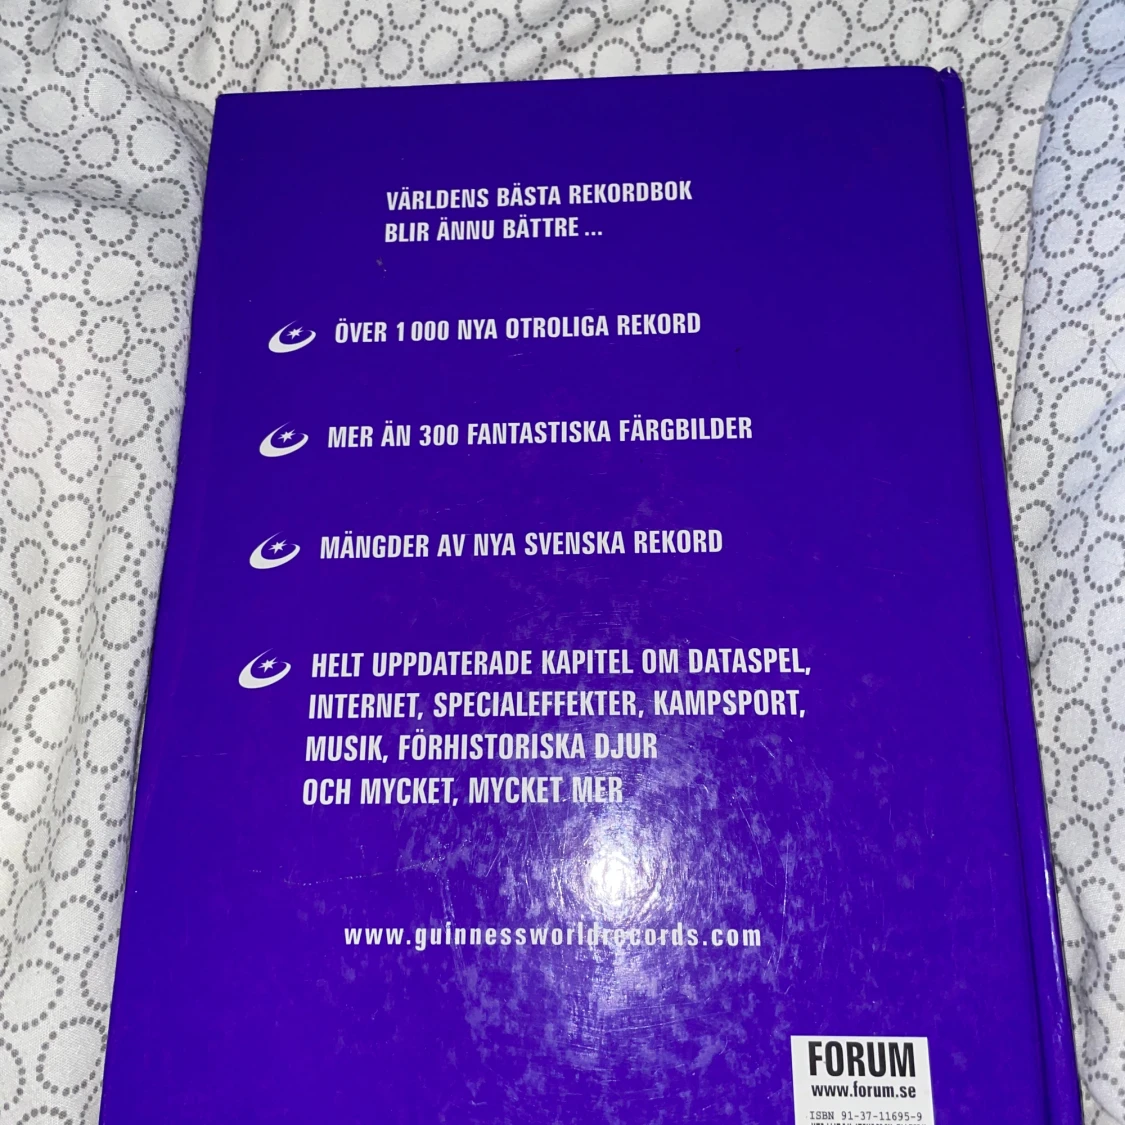 VÄRLDENS BÄSTA REKORDBOK
BLIR ÄNNU BÄTTRE...
ÖVER 1 000 NYA OTROLIGA REKORD
MER ÄN 300 FANTASTISKA FÄRGBILDER
MÄNGDER AV NYA SVENSKA REKORD
HELT UPPDATERADE KAPITEL OM DATASPEL,
INTERNET, SPECIALEFFEKTER, KAMPSPORT,
MUSIK, FÖRHISTORISKA DJUR
OCH MYCKET, MYCKET MER
www.guinnessworldrecords.com
FORUM
www.forum.se
ISBN 91-37-11695-9